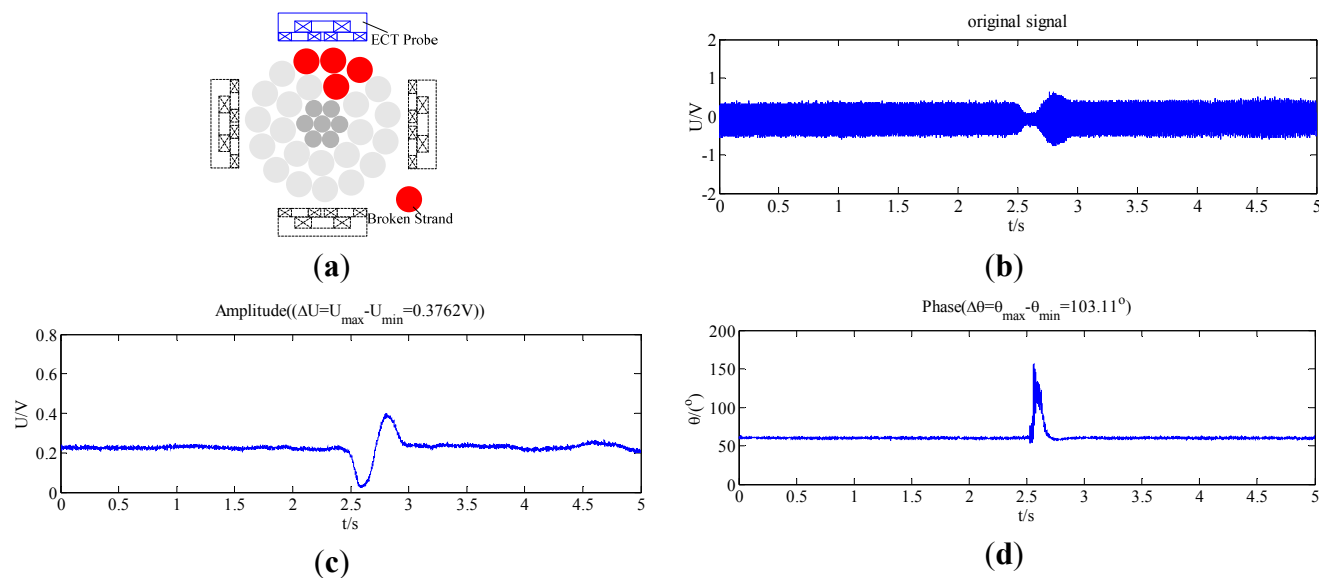 ECT Probe
Broken Strand
(a)
original signal
U/V
2
1
0
-1
-2
0 0.5 1 1.5 2 2.5 3 3.5 4 4.5 5
t/s
(b)
Amplitude((ΔU=Umax-Umin=0.3762V))
U/V
0.8
0.6
0.4
0.2
0
0 0.5 1 1.5 2 2.5 3 3.5 4 4.5 5
t/s
(c)
Phase(Δθ=θmax-θmin=103.11°)
θ/(°)
200
150
100
50
0
0 0.5 1 1.5 2 2.5 3 3.5 4 4.5 5
t/s
(d)